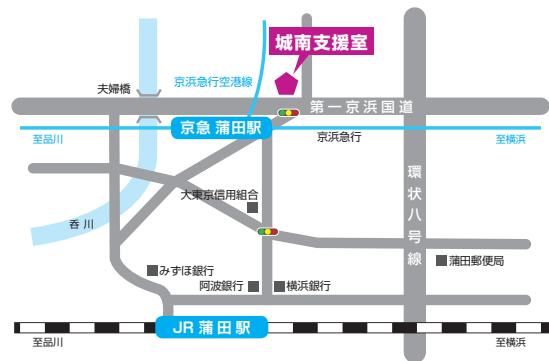 城南支援室
夫婦橋
京浜急行空港線
第一京浜国道
京急 蒲田駅
至品川
京浜急行
至横浜
環状八号線
大東京信用組合
呑川
蒲田郵便局
みずほ銀行
阿波銀行
横浜銀行
JR 蒲田駅
至品川
至横浜